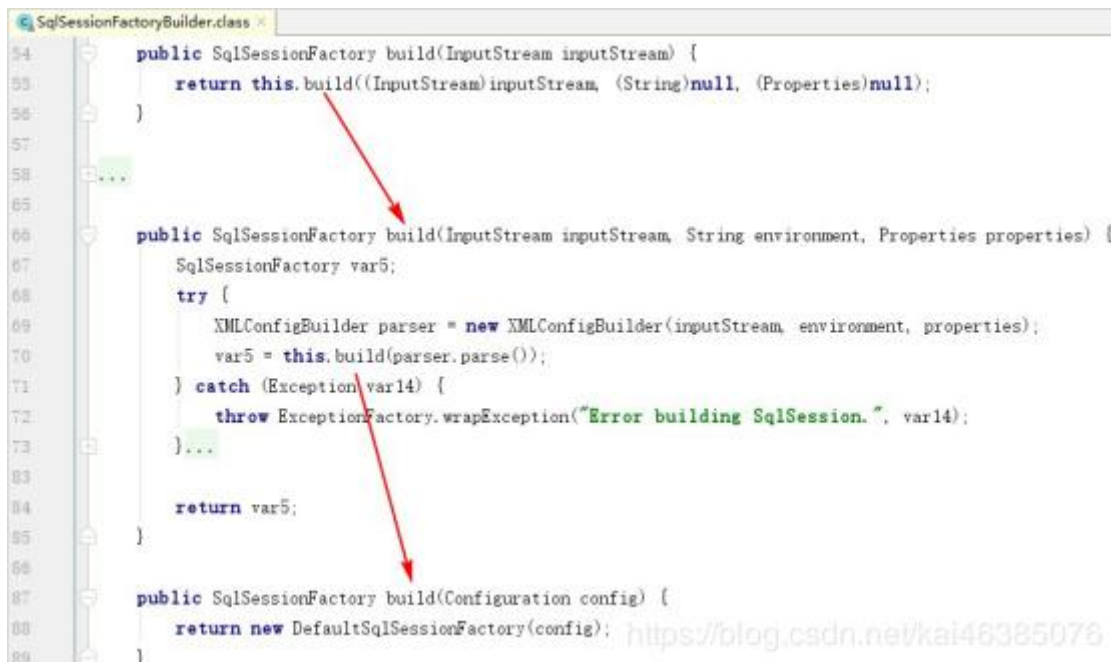 SqlSessionFactoryBuilder.class ×
54 public SqlSessionFactory build(InputStream inputStream) {
55 return this.build((InputStream)inputStream, (String)null, (Properties)null);
56 }
57
58 ...
65
66 public SqlSessionFactory build(InputStream inputStream, String environment, Properties properties) {
67 SqlSessionFactory var5;
68 try {
69 XMLConfigBuilder parser = new XMLConfigBuilder(inputStream, environment, properties);
70 var5 = this.build(parser.parse());
71 } catch (Exception var14) {
72 throw ExceptionFactory.wrapException("Error building SqlSession.", var14);
73 }...
83
84 return var5;
85 }
86
87 public SqlSessionFactory build(Configuration config) {
88 return new DefaultSqlSessionFactory(config);
https://blog.csdn.net/kai46385076
89 }